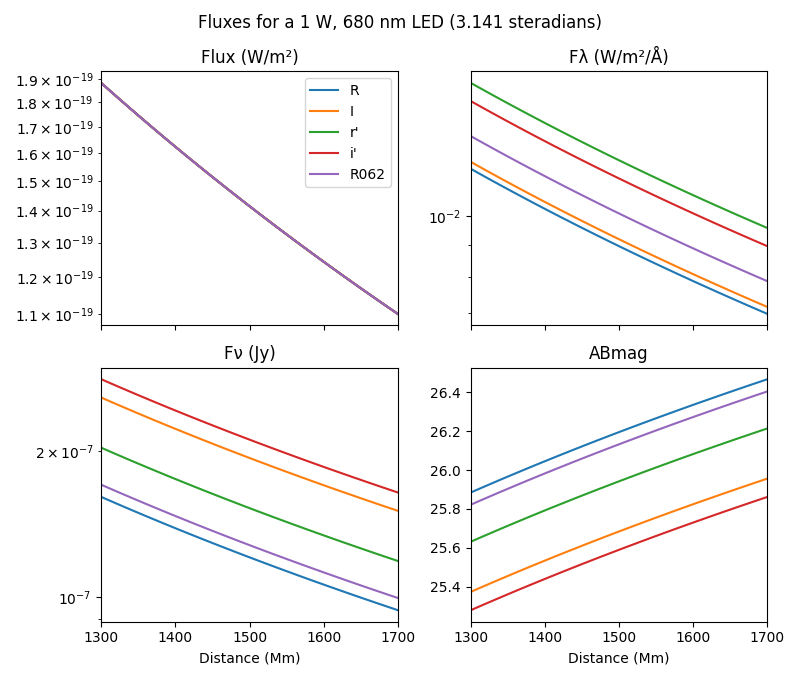 Fluxes for a 1 W, 680 nm LED (3.141 steradians)
Flux (W/m²)
1.9 × 10⁻¹⁹
1.8 × 10⁻¹⁹
1.7 × 10⁻¹⁹
1.6 × 10⁻¹⁹
1.5 × 10⁻¹⁹
1.4 × 10⁻¹⁹
1.3 × 10⁻¹⁹
1.2 × 10⁻¹⁹
1.1 × 10⁻¹⁹
R
I
r'
i'
R062
Fλ (W/m²/Å)
10⁻²
Fν (Jy)
2 × 10⁻⁷
10⁻⁷
1300 1400 1500 1600 1700
Distance (Mm)
ABmag
26.4
26.2
26.0
25.8
25.6
25.4
1300 1400 1500 1600 1700
Distance (Mm)